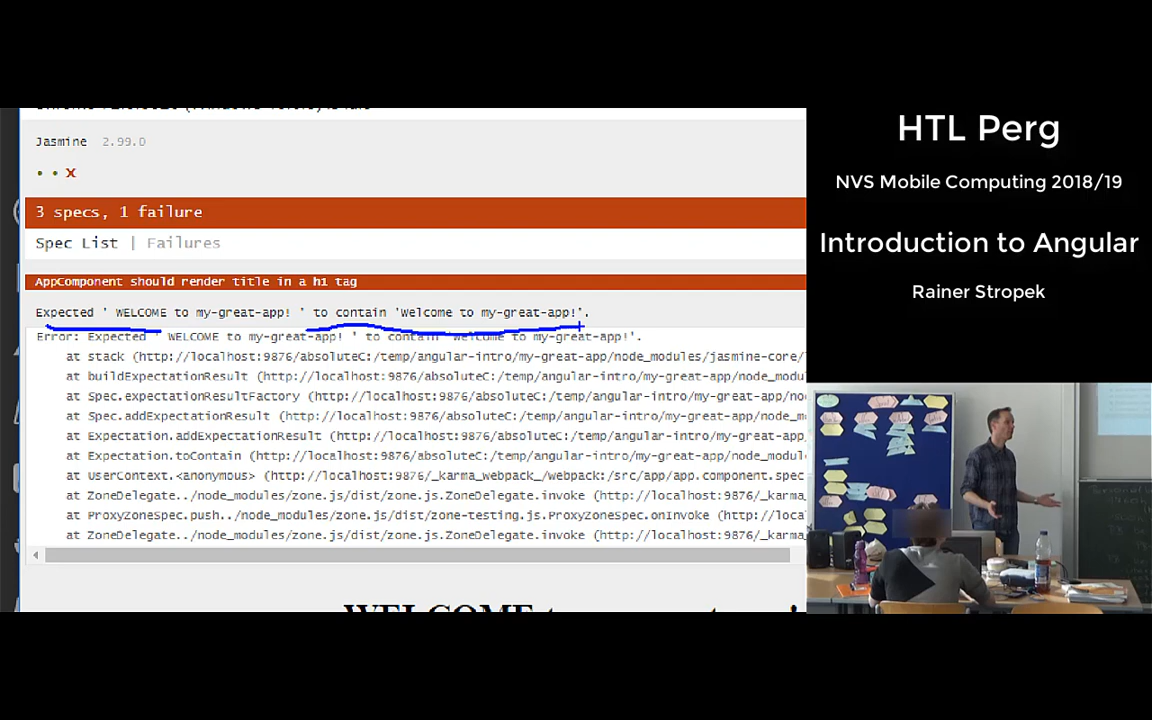 Jasmine 2.99.0
• • x
3 specs, 1 failure
Spec List | Failures
AppComponent should render title in a h1 tag
Expected ' WELCOME to my-great-app! ' to contain 'Welcome to my-great-app!'.
Error: Expected ' WELCOME to my-great-app! ' to contain 'Welcome to my-great-app!'.
at stack (http://localhost:9876/absoluteC:/temp/angular-intro/my-great-app/node_modules/jasmine-core/
at buildExpectationResult (http://localhost:9876/absoluteC:/temp/angular-intro/my-great-app/node_modu
at Spec.expectationResultFactory (http://localhost:9876/absoluteC:/temp/angular-intro/my-great-app/no
at Spec.addExpectationResult (http://localhost:9876/absoluteC:/temp/angular-intro/my-great-app/node_m
at Expectation.addExpectationResult (http://localhost:9876/absoluteC:/temp/angular-intro/my-great-app
at Expectation.toContain (http://localhost:9876/absoluteC:/temp/angular-intro/my-great-app/node_modul
at UserContext.<anonymous> (http://localhost:9876/_karma_webpack_/webpack:/src/app/app.component.spec
at ZoneDelegate../node_modules/zone.js/dist/zone.js.ZoneDelegate.invoke (http://localhost:9876/_karma
at ProxyZoneSpec.push../node_modules/zone.js/dist/zone-testing.js.ProxyZoneSpec.onInvoke (http://loca
at ZoneDelegate../node_modules/zone.js/dist/zone.js.ZoneDelegate.invoke (http://localhost:9876/_karma
WELCOME
HTL Perg
NVS Mobile Computing 2018/19
Introduction to Angular
Rainer Stropek